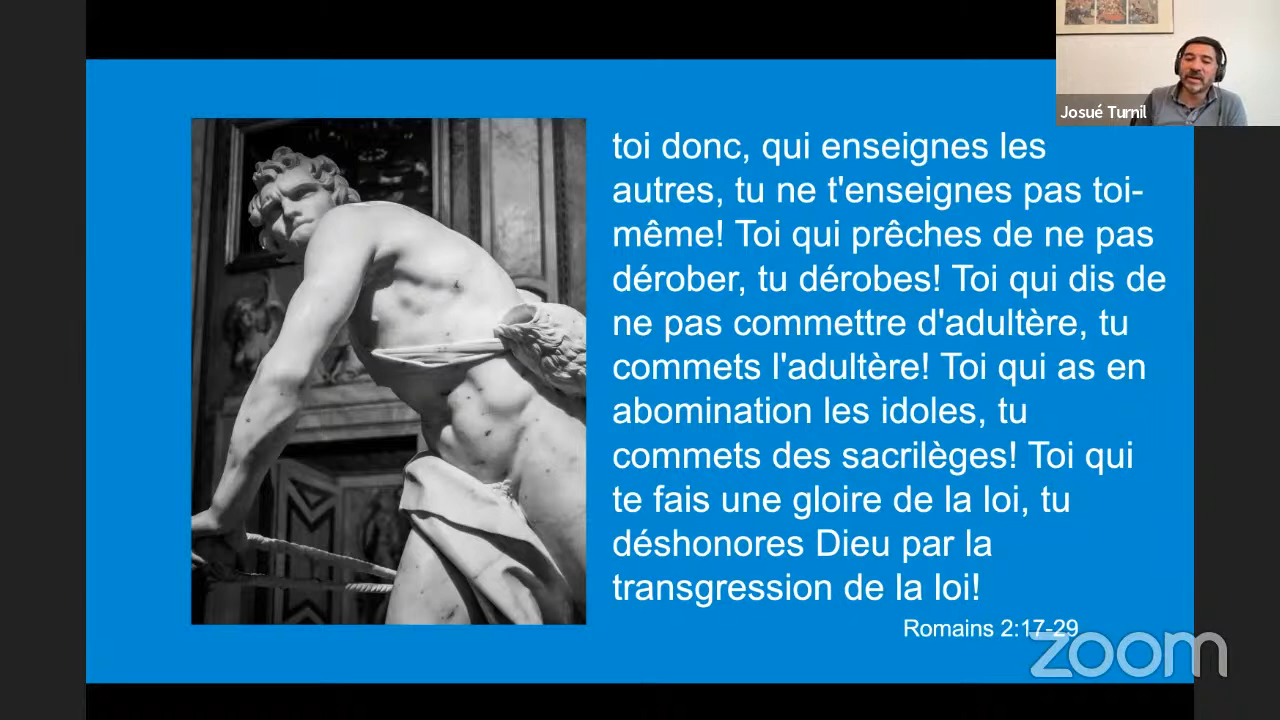 Josué Turnil
toi donc, qui enseignes les
autres, tu ne t'enseignes pas toi-
même! Toi qui prêches de ne pas
dérober, tu dérobes! Toi qui dis de
ne pas commettre d'adultère, tu
commets l'adultère! Toi qui as en
abomination les idoles, tu
commets des sacrilèges! Toi qui
te fais une gloire de la loi, tu
déshonores Dieu par la
transgression de la loi!
Romains 2:17-29
zoom